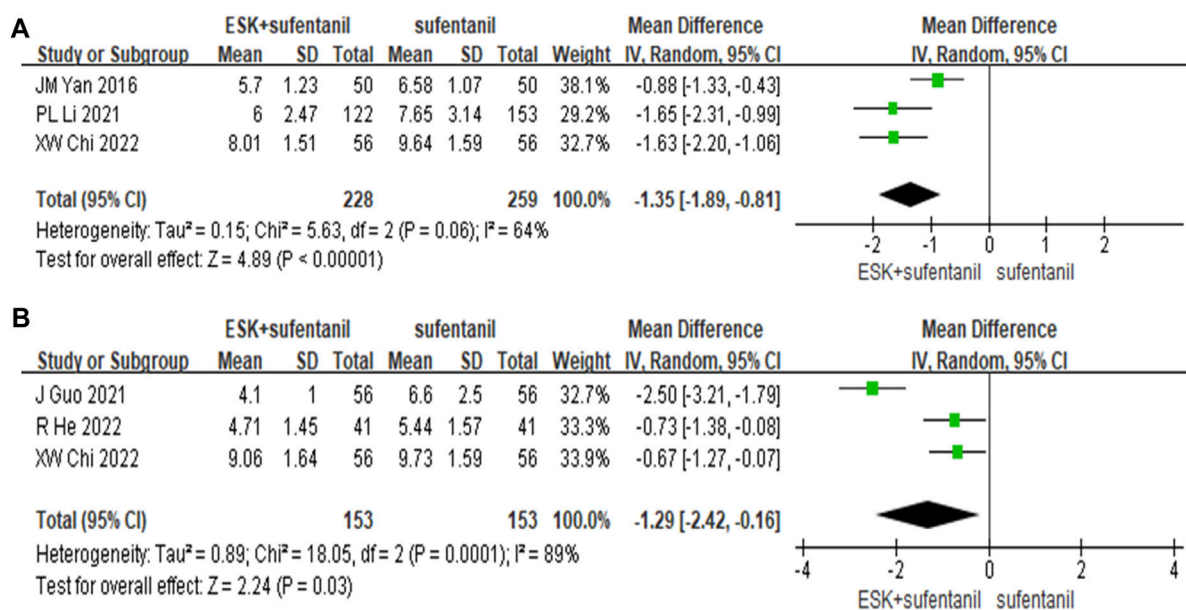 A
ESK+sufentanil sufentanil Mean Difference Mean Difference
Study or Subgroup Mean SD Total Mean SD Total Weight IV, Random, 95% CI IV, Random, 95% CI
JM Yan 2016 5.7 1.23 50 6.58 1.07 50 38.1% -0.88 [-1.33, -0.43]
PL Li 2021 6 2.47 122 7.65 3.14 153 29.2% -1.65 [-2.31, -0.99]
XW Chi 2022 8.01 1.51 56 9.64 1.59 56 32.7% -1.63 [-2.20, -1.06]
Total (95% CI) 228 259 100.0% -1.35 [-1.89, -0.81]
Heterogeneity: Tau² = 0.15; Chi² = 5.63, df = 2 (P = 0.06); I² = 64%
Test for overall effect: Z = 4.89 (P < 0.00001)
-2 -1 0 1 2
ESK+sufentanil sufentanil
B
ESK+sufentanil sufentanil Mean Difference Mean Difference
Study or Subgroup Mean SD Total Mean SD Total Weight IV, Random, 95% CI IV, Random, 95% CI
J Guo 2021 4.1 1 56 6.6 2.5 56 32.7% -2.50 [-3.21, -1.79]
R He 2022 4.71 1.45 41 5.44 1.57 41 33.3% -0.73 [-1.38, -0.08]
XW Chi 2022 9.06 1.64 56 9.73 1.59 56 33.9% -0.67 [-1.27, -0.07]
Total (95% CI) 153 153 100.0% -1.29 [-2.42, -0.16]
Heterogeneity: Tau² = 0.89; Chi² = 18.05, df = 2 (P = 0.0001); I² = 89%
Test for overall effect: Z = 2.24 (P = 0.03)
-4 -2 0 2 4
ESK+sufentanil sufentanil